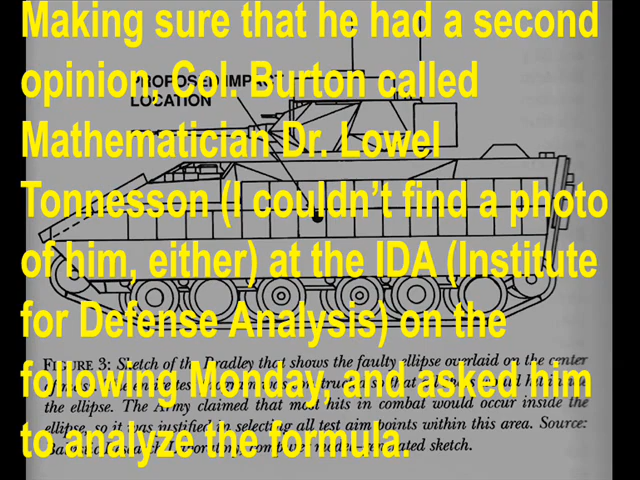 Making sure that he had a second
opinion, Col. Burton called
PROPOSED IMPACT
LOCATION
Mathematician Dr. Lowel
Tonnesson (I couldn't find a photo
of him, either) at the IDA (Institute
for Defense Analysis) on the
following Monday, and asked him
to analyze the formula.
FIGURE 3: Sketch of the Bradley that shows the faulty ellipse overlaid on the center
the ellipse. The Army claimed that most hits in combat would occur inside the
ellipse, so it was justified in selecting all test aim points within this area. Source:
sketch.